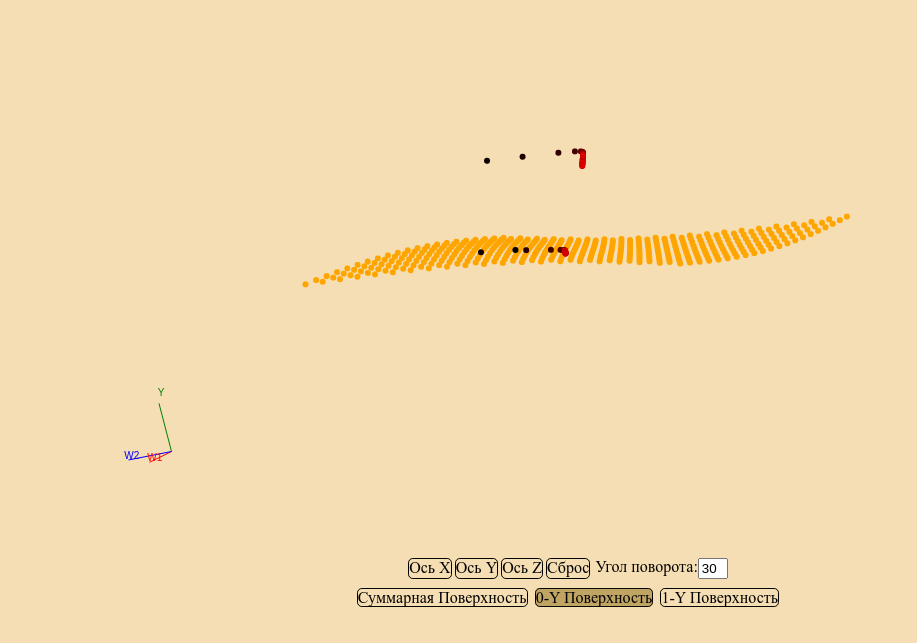 Y
W2 W1
Ось X Ось Y Ось Z Сброс Угол поворота: 30
Суммарная Поверхность 0-Y Поверхность 1-Y Поверхность